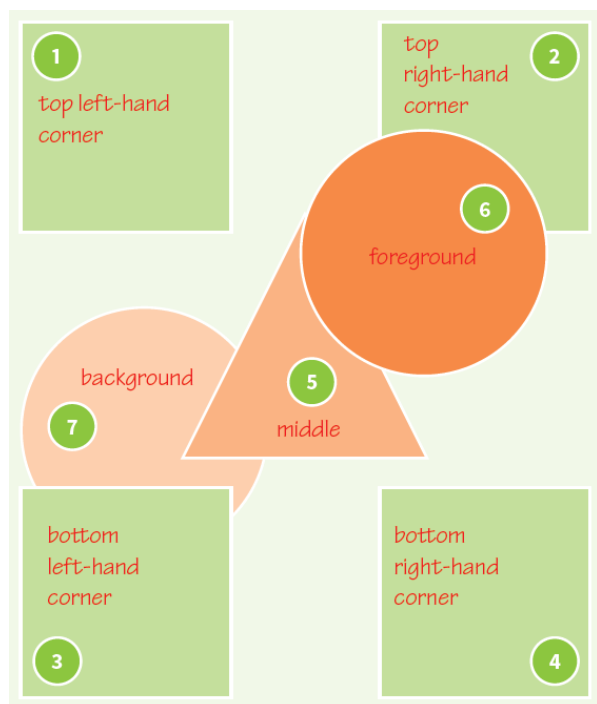 1
top left-hand
corner
2
top
right-hand
corner
6
foreground
5
middle
background
7
bottom
left-hand
corner
3
bottom
right-hand
corner
4